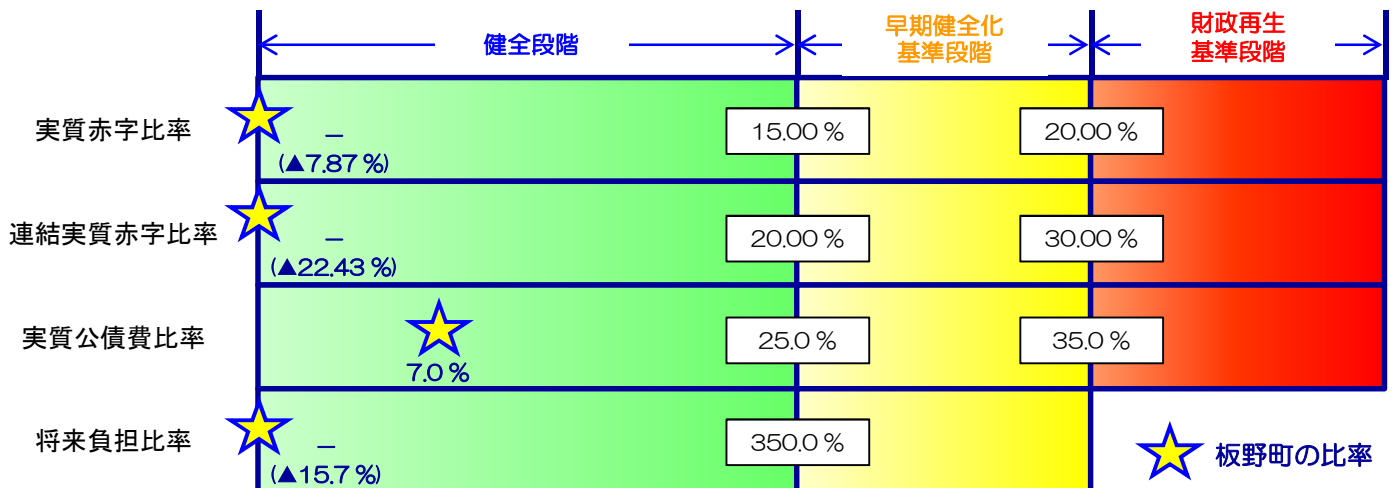 健全段階
早期健全化
基準段階
財政再生
基準段階
実質赤字比率
－
(▲7.87 %)
15.00 %
20.00 %
連結実質赤字比率
－
(▲22.43 %)
20.00 %
30.00 %
実質公債費比率
7.0 %
25.0 %
35.0 %
将来負担比率
－
(▲15.7 %)
350.0 %
板野町の比率